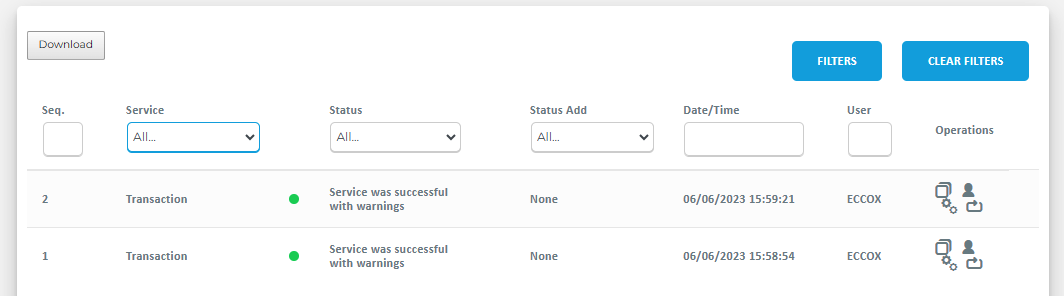 Download
FILTERS
CLEAR FILTERS
Seq.
Service
Status
Status Add
Date/Time
User
Operations
All...
All...
All...
2
Transaction
Service was successful
with warnings
None
06/06/2023 15:59:21
ECCOX
1
Transaction
Service was successful
with warnings
None
06/06/2023 15:58:54
ECCOX